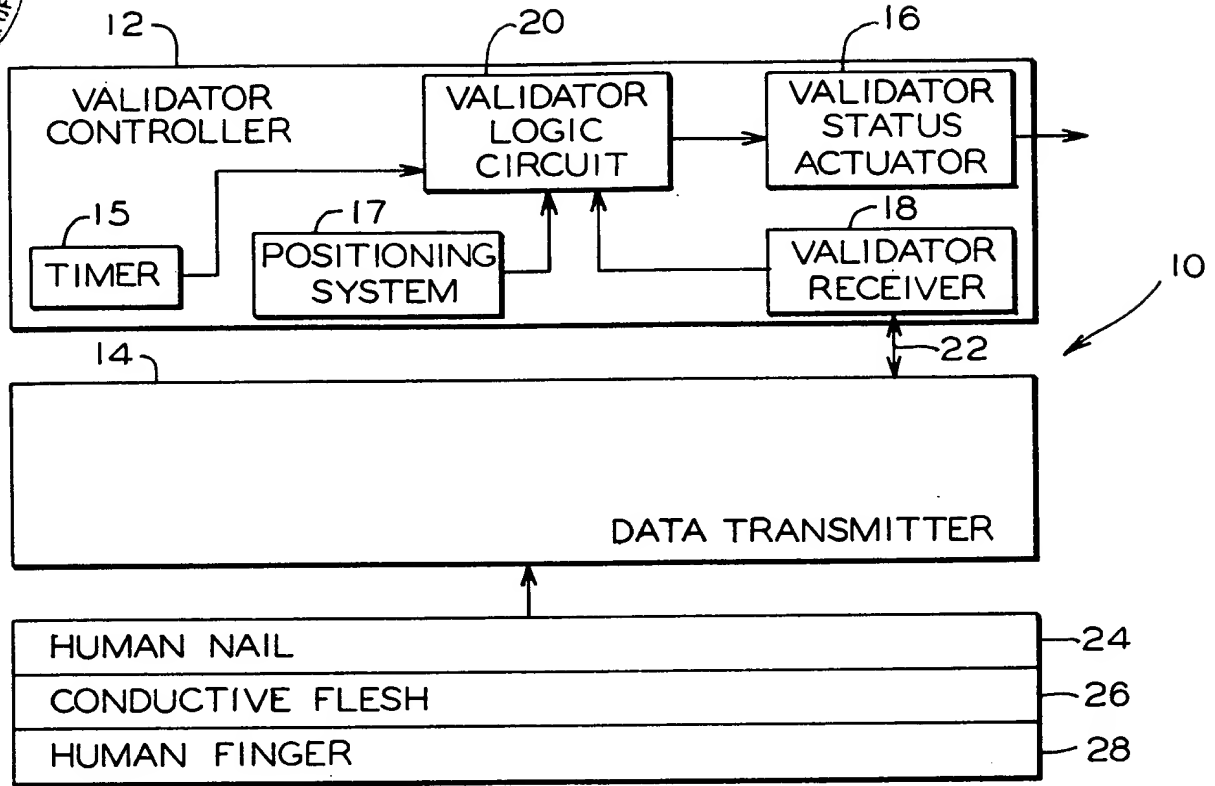 12
20
16
VALIDATOR
CONTROLLER
VALIDATOR
LOGIC
CIRCUIT
VALIDATOR
STATUS
ACTUATOR
15
TIMER
17
POSITIONING
SYSTEM
18
VALIDATOR
RECEIVER
10
22
14
DATA TRANSMITTER
HUMAN NAIL
24
CONDUCTIVE FLESH
26
HUMAN FINGER
28